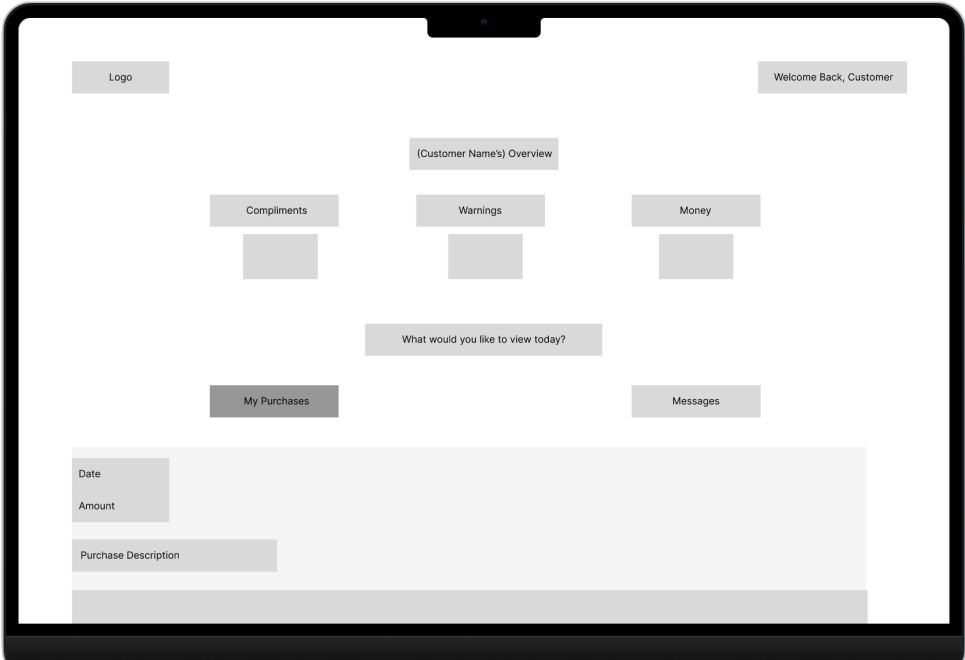 Logo
Welcome Back, Customer
(Customer Name's) Overview
Compliments
Warnings
Money
What would you like to view today?
My Purchases
Messages
Date
Amount
Purchase Description